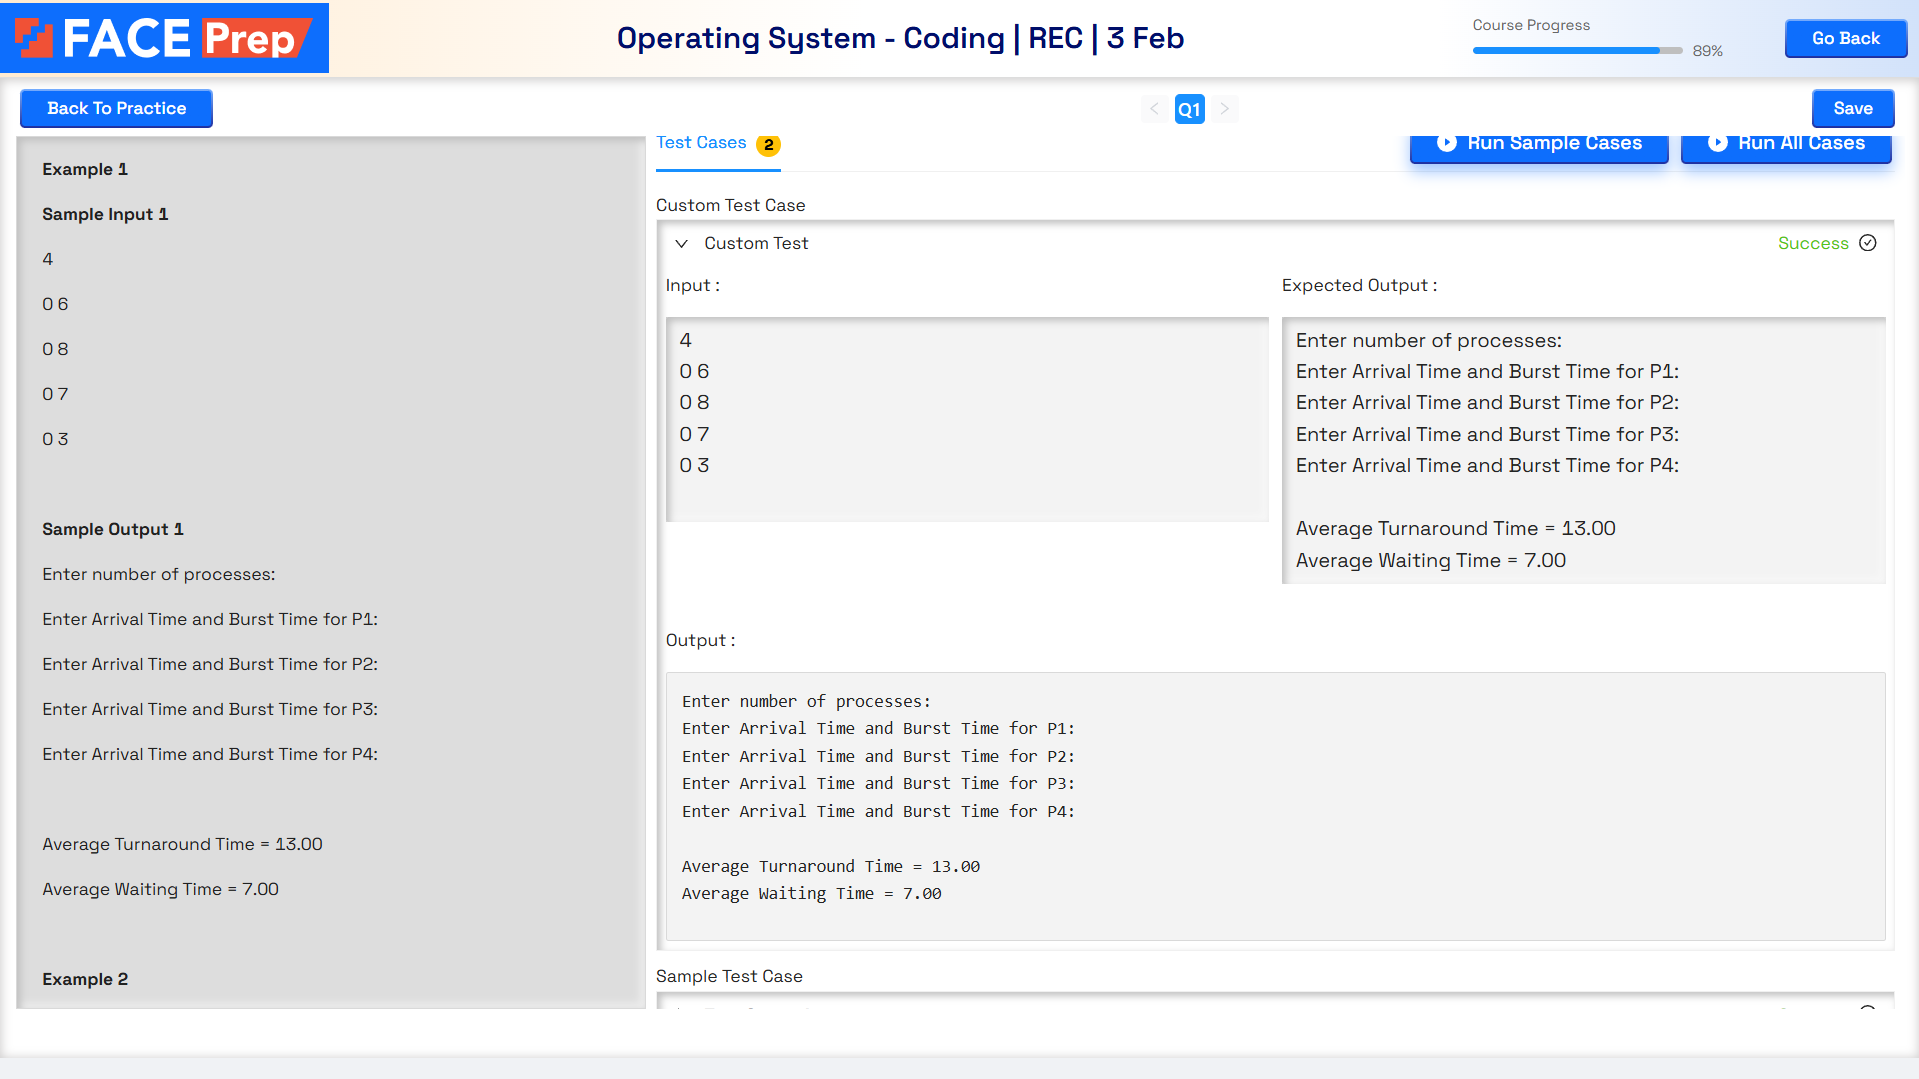 FACE Prep
Operating System - Coding | REC | 3 Feb
Course Progress
89%
Go Back
Back To Practice
Q1
Save
Example 1
Sample Input 1
4
0 6
0 8
0 7
0 3
Sample Output 1
Enter number of processes:
Enter Arrival Time and Burst Time for P1:
Enter Arrival Time and Burst Time for P2:
Enter Arrival Time and Burst Time for P3:
Enter Arrival Time and Burst Time for P4:
Average Turnaround Time = 13.00
Average Waiting Time = 7.00
Example 2
Test Cases 2
Run Sample Cases
Run All Cases
Custom Test Case
Custom Test
Success
Input :
4
0 6
0 8
0 7
0 3
Expected Output :
Enter number of processes:
Enter Arrival Time and Burst Time for P1:
Enter Arrival Time and Burst Time for P2:
Enter Arrival Time and Burst Time for P3:
Enter Arrival Time and Burst Time for P4:
Average Turnaround Time = 13.00
Average Waiting Time = 7.00
Output :
Enter number of processes:
Enter Arrival Time and Burst Time for P1:
Enter Arrival Time and Burst Time for P2:
Enter Arrival Time and Burst Time for P3:
Enter Arrival Time and Burst Time for P4:
Average Turnaround Time = 13.00
Average Waiting Time = 7.00
Sample Test Case